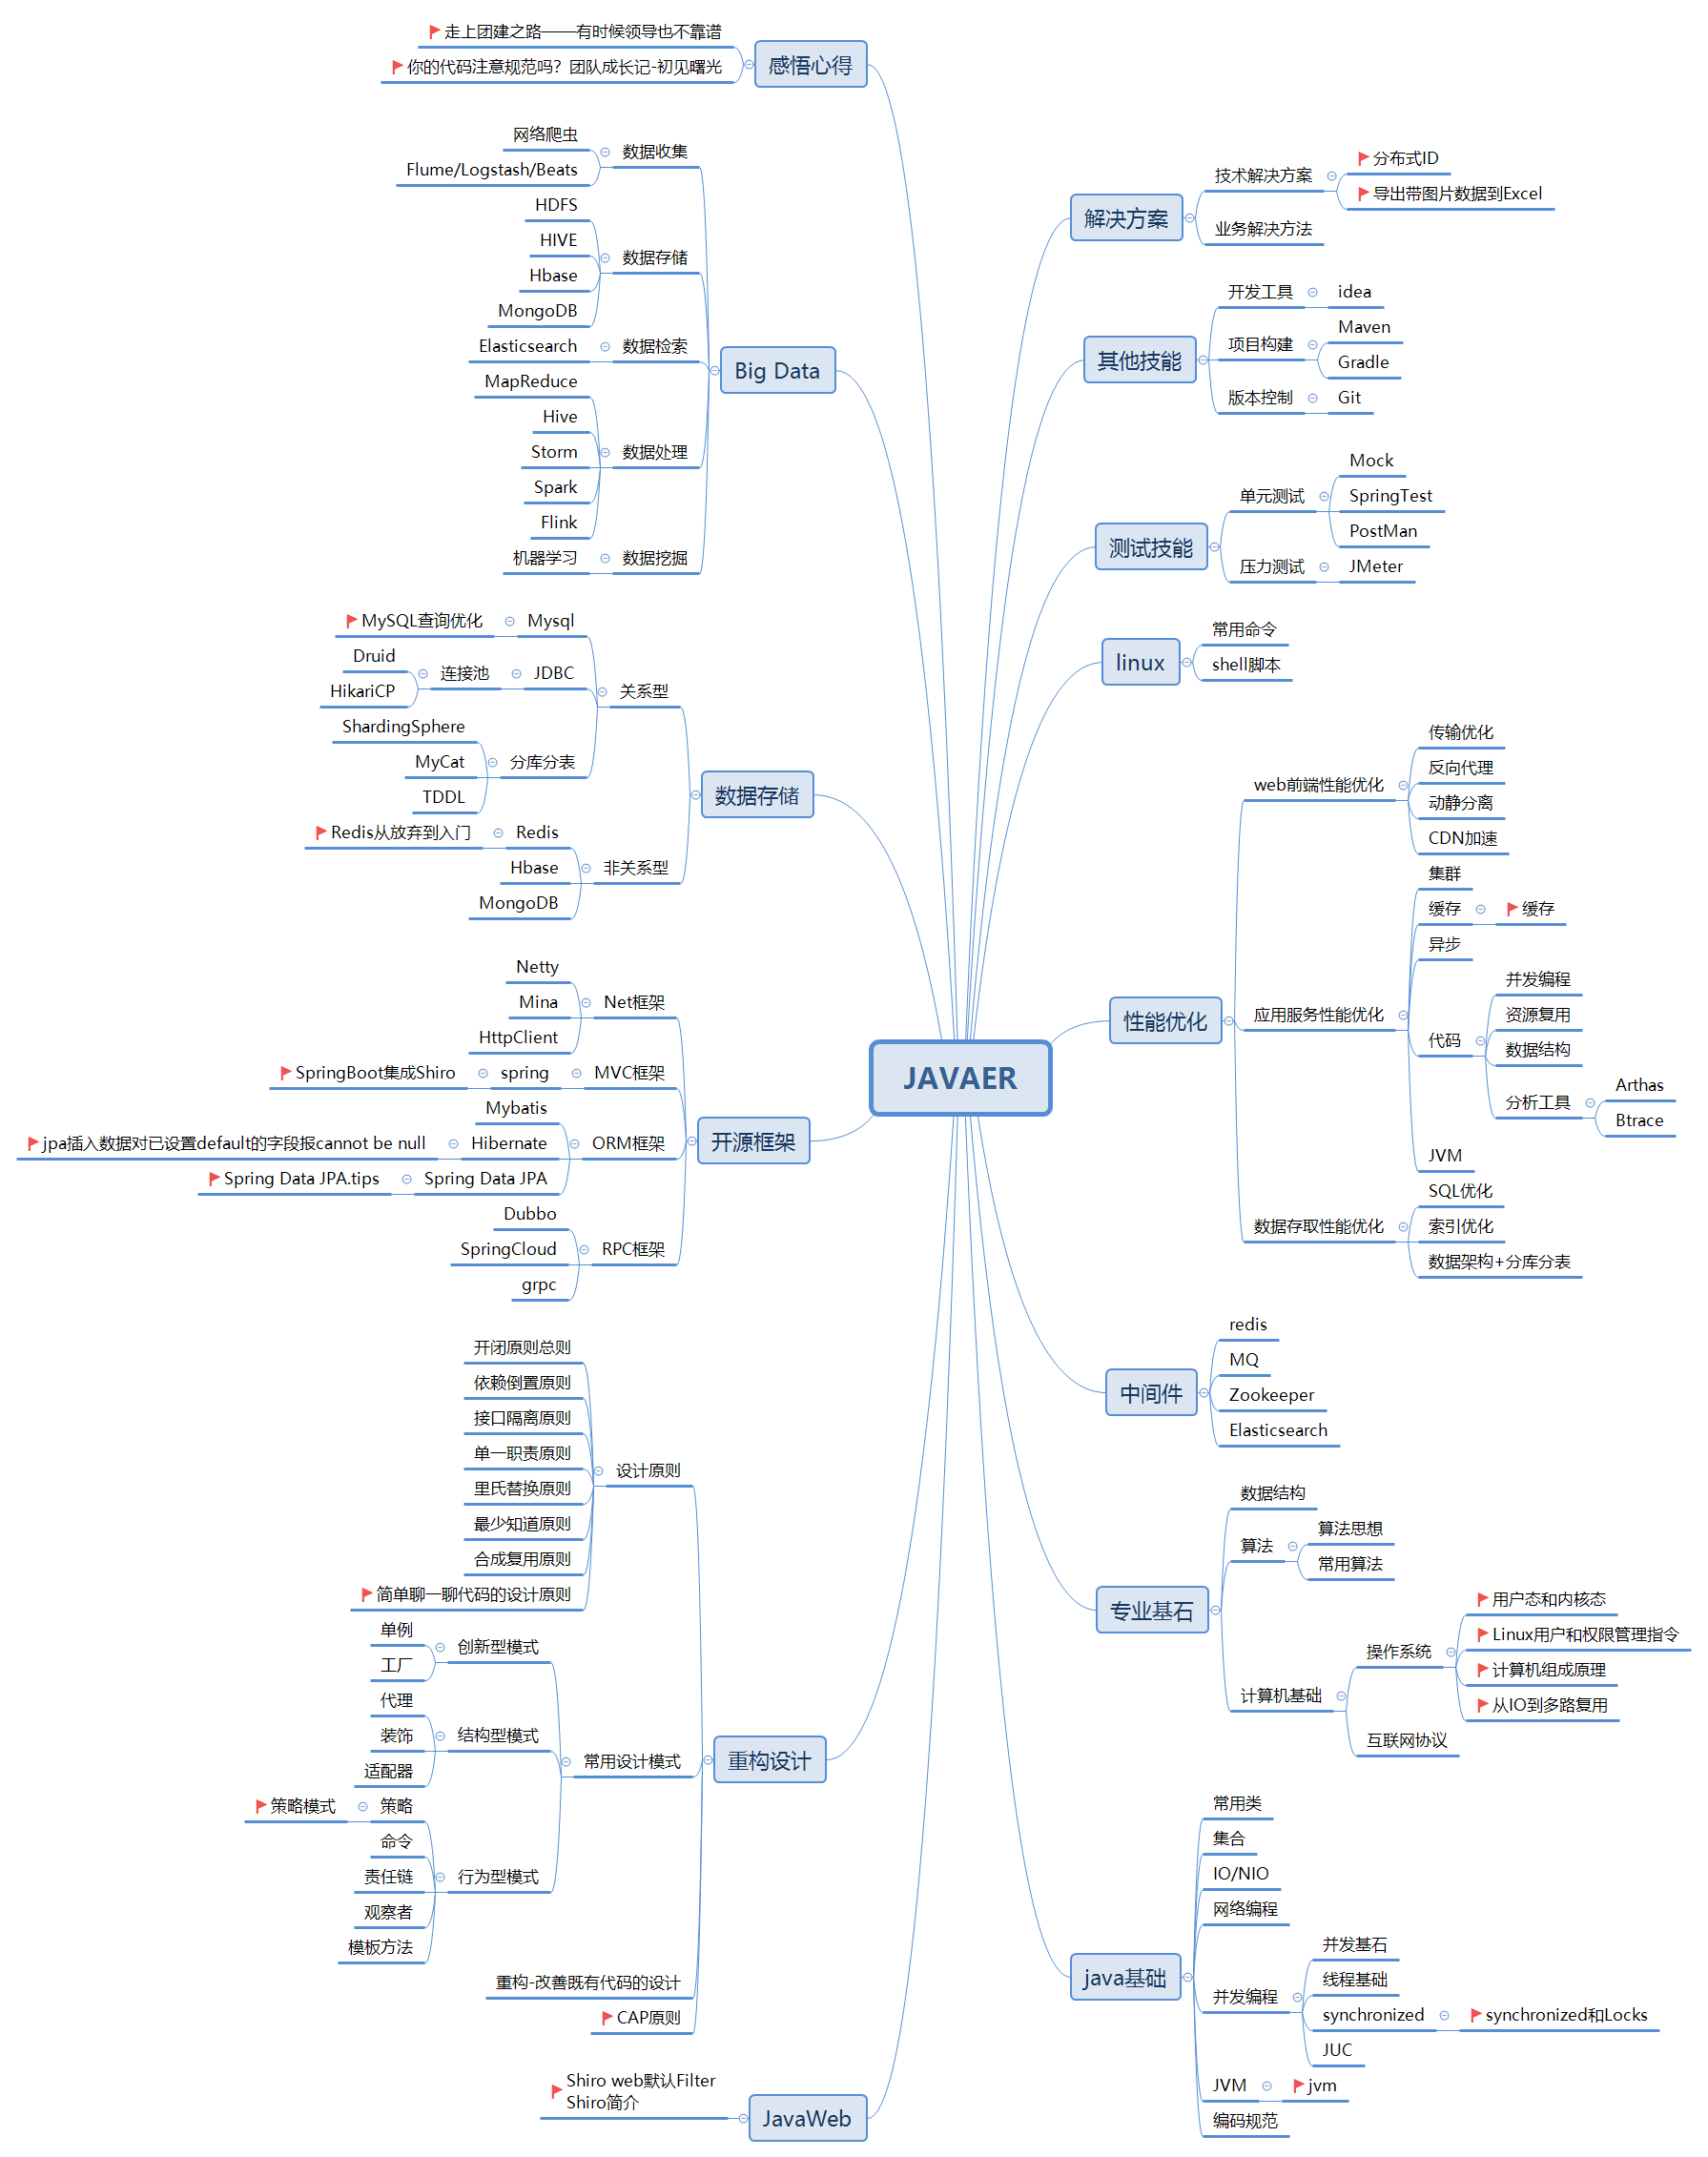 JAVAER
感悟心得
走上团建之路——有时候领导也不靠谱
你的代码注意规范吗？团队成长记-初见曙光
Big Data
数据收集
网络爬虫
Flume/Logstash/Beats
数据存储
HDFS
HIVE
Hbase
MongoDB
数据检索
Elasticsearch
数据处理
MapReduce
Hive
Storm
Spark
Flink
数据挖掘
机器学习
数据存储
关系型
Mysql
MySQL查询优化
JDBC
连接池
Druid
HikariCP
分库分表
ShardingSphere
MyCat
TDDL
非关系型
Redis
Redis从放弃到入门
Hbase
MongoDB
开源框架
Net框架
Netty
Mina
HttpClient
MVC框架
spring
SpringBoot集成Shiro
ORM框架
Mybatis
Hibernate
jpa插入数据对已设置default的字段报cannot be null
Spring Data JPA
Spring Data JPA.tips
RPC框架
Dubbo
SpringCloud
grpc
重构设计
设计原则
开闭原则总则
依赖倒置原则
接口隔离原则
单一职责原则
里氏替换原则
最少知道原则
合成复用原则
简单聊一聊代码的设计原则
常用设计模式
创新型模式
单例
工厂
结构型模式
代理
装饰
适配器
行为型模式
策略
策略模式
命令
责任链
观察者
模板方法
重构-改善既有代码的设计
CAP原则
JavaWeb
Shiro web默认Filter
Shiro简介
解决方案
技术解决方案
分布式ID
导出带图片数据到Excel
业务解决方法
其他技能
开发工具
idea
项目构建
Maven
Gradle
版本控制
Git
测试技能
单元测试
Mock
SpringTest
PostMan
压力测试
JMeter
linux
常用命令
shell脚本
性能优化
web前端性能优化
传输优化
反向代理
动静分离
CDN加速
应用服务性能优化
集群
缓存
缓存
异步
代码
并发编程
资源复用
数据结构
分析工具
Arthas
Btrace
JVM
数据存取性能优化
SQL优化
索引优化
数据架构+分库分表
中间件
redis
MQ
Zookeeper
Elasticsearch
专业基石
数据结构
算法
算法思想
常用算法
计算机基础
操作系统
用户态和内核态
Linux用户和权限管理指令
计算机组成原理
从IO到多路复用
互联网协议
java基础
常用类
集合
IO/NIO
网络编程
并发编程
并发基石
线程基础
synchronized
synchronized和Locks
JUC
JVM
jvm
编码规范